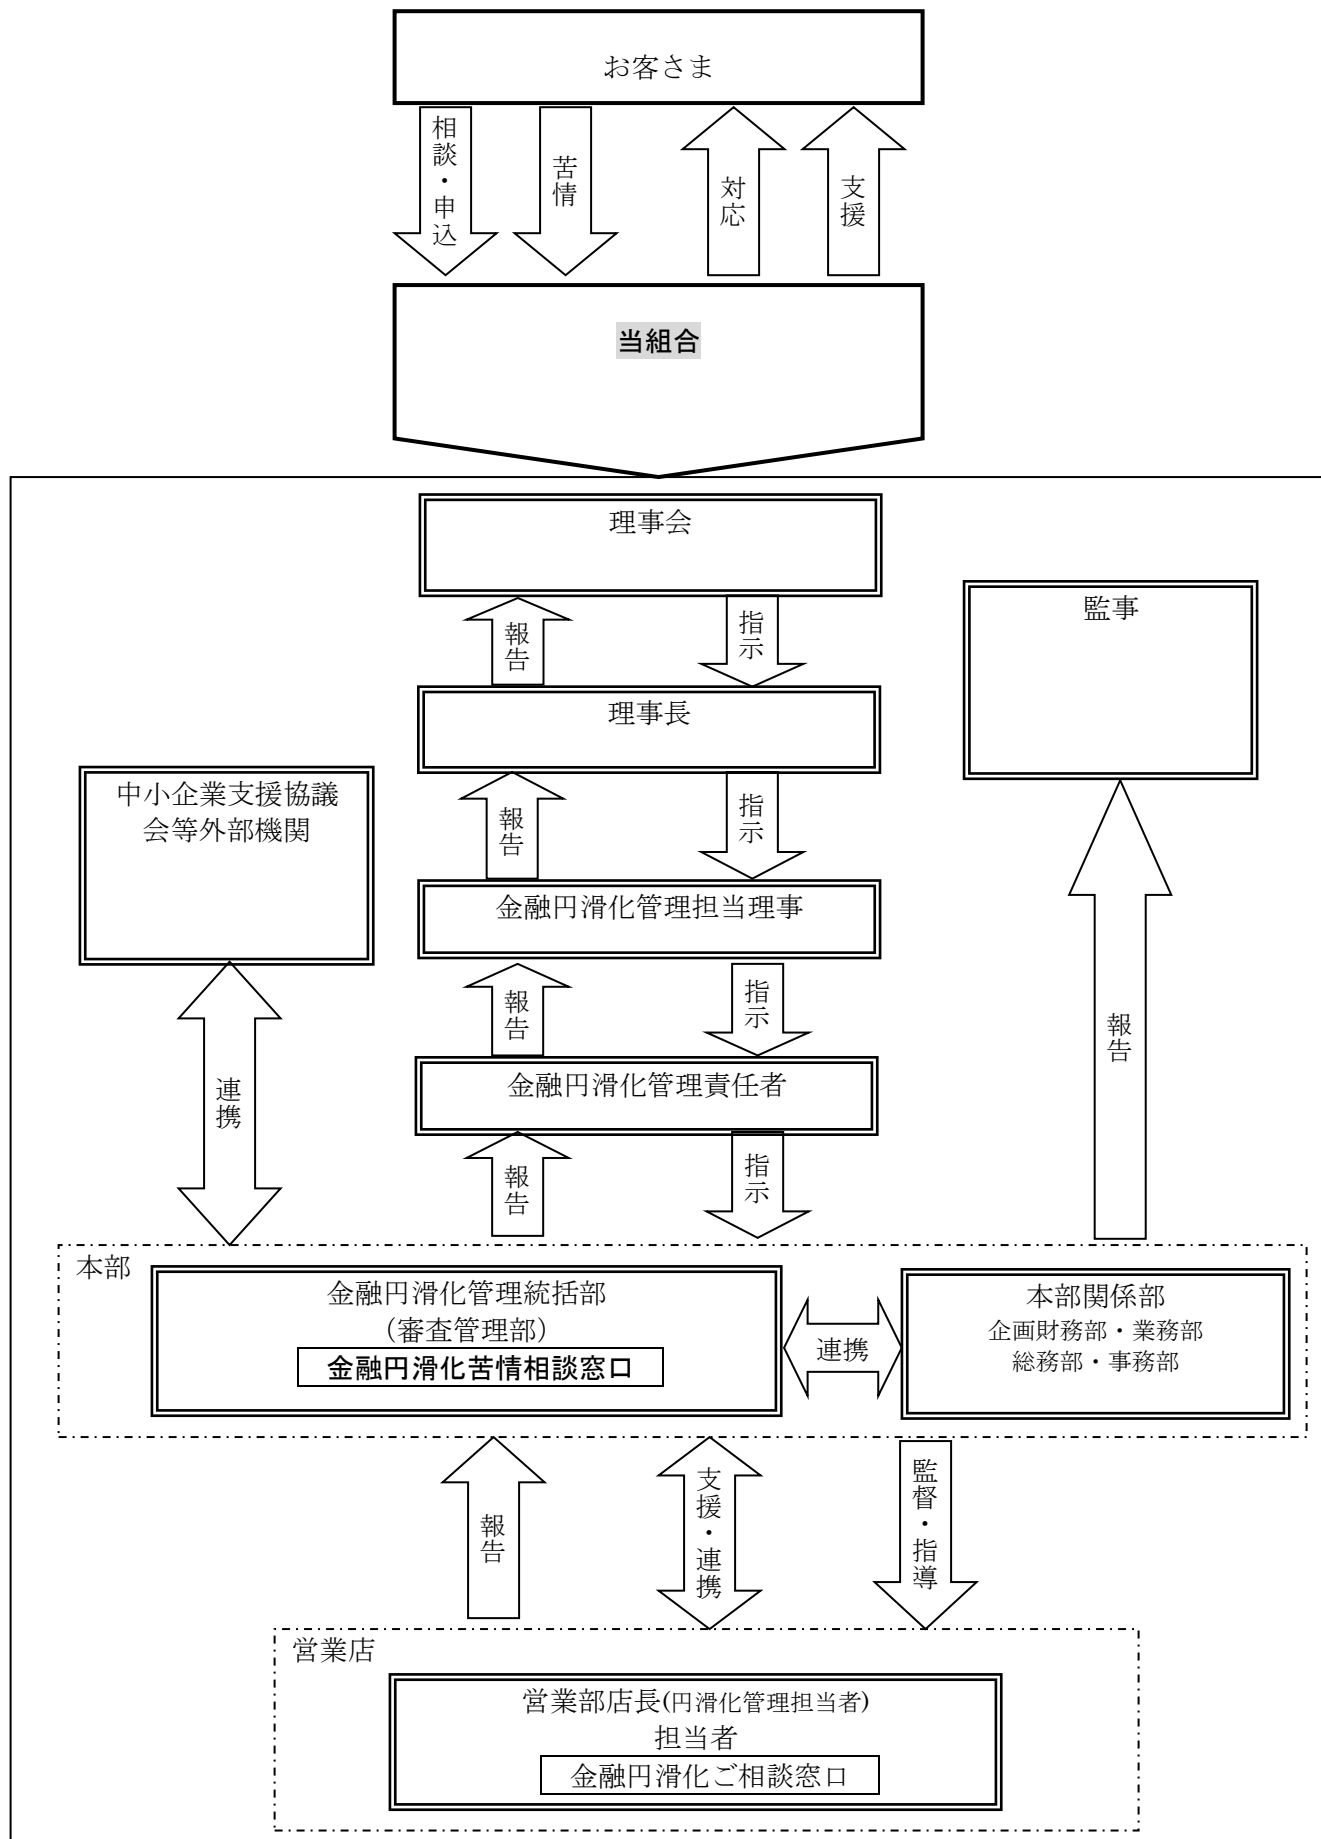 お客さま
相談・申込
苦情
対応
支援
当組合
理事会
報告
指示
監事
理事長
中小企業支援協議
会等外部機関
報告
指示
金融円滑化管理担当理事
報告
指示
報告
金融円滑化管理責任者
連携
報告
指示
本部
金融円滑化管理統括部
（審査管理部）
金融円滑化苦情相談窓口
連携
本部関係部
企画財務部・業務部
総務部・事務部
報告
支援・連携
監督・指導
営業店
営業部店長(円滑化管理担当者)
担当者
金融円滑化ご相談窓口